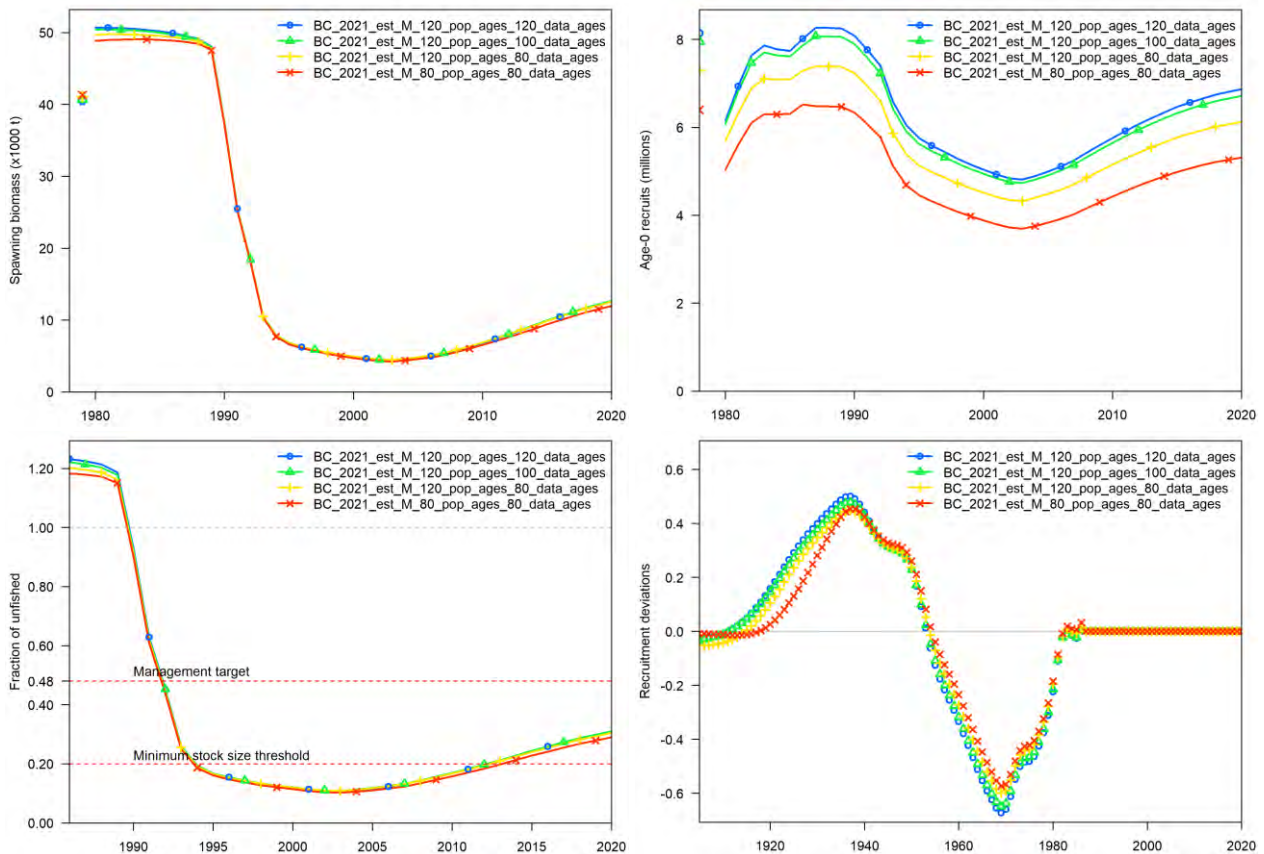 BC_2021_est_M_120_pop_ages_120_data_ages
BC_2021_est_M_120_pop_ages_100_data_ages
BC_2021_est_M_120_pop_ages_80_data_ages
BC_2021_est_M_80_pop_ages_80_data_ages
Spawning biomass (x1000 t)
50
40
30
20
10
0
1980
1990
2000
2010
2020
BC_2021_est_M_120_pop_ages_120_data_ages
BC_2021_est_M_120_pop_ages_100_data_ages
BC_2021_est_M_120_pop_ages_80_data_ages
BC_2021_est_M_80_pop_ages_80_data_ages
Age-0 recruits (millions)
8
6
4
2
0
1980
1990
2000
2010
2020
BC_2021_est_M_120_pop_ages_120_data_ages
BC_2021_est_M_120_pop_ages_100_data_ages
BC_2021_est_M_120_pop_ages_80_data_ages
BC_2021_est_M_80_pop_ages_80_data_ages
Fraction of unfished
1.20
1.00
0.80
0.60
0.48
0.40
0.20
0.00
Management target
Minimum stock size threshold
1990
1995
2000
2005
2010
2015
2020
BC_2021_est_M_120_pop_ages_120_data_ages
BC_2021_est_M_120_pop_ages_100_data_ages
BC_2021_est_M_120_pop_ages_80_data_ages
BC_2021_est_M_80_pop_ages_80_data_ages
Recruitment deviations
0.6
0.4
0.2
0.0
-0.2
-0.4
-0.6
1920
1940
1960
1980
2000
2020